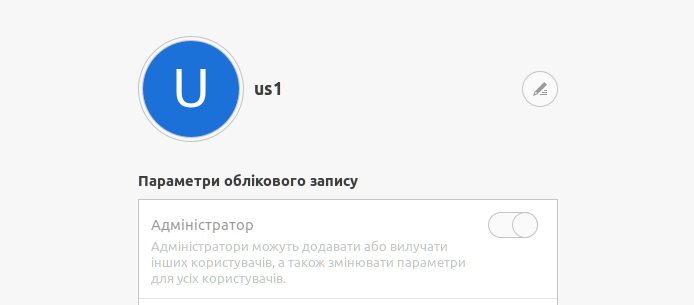 U
us1
Параметри облікового запису
Адміністратор
Адміністратори можуть додавати або вилучати
інших користувачів, а також змінювати параметри
для усіх користувачів.